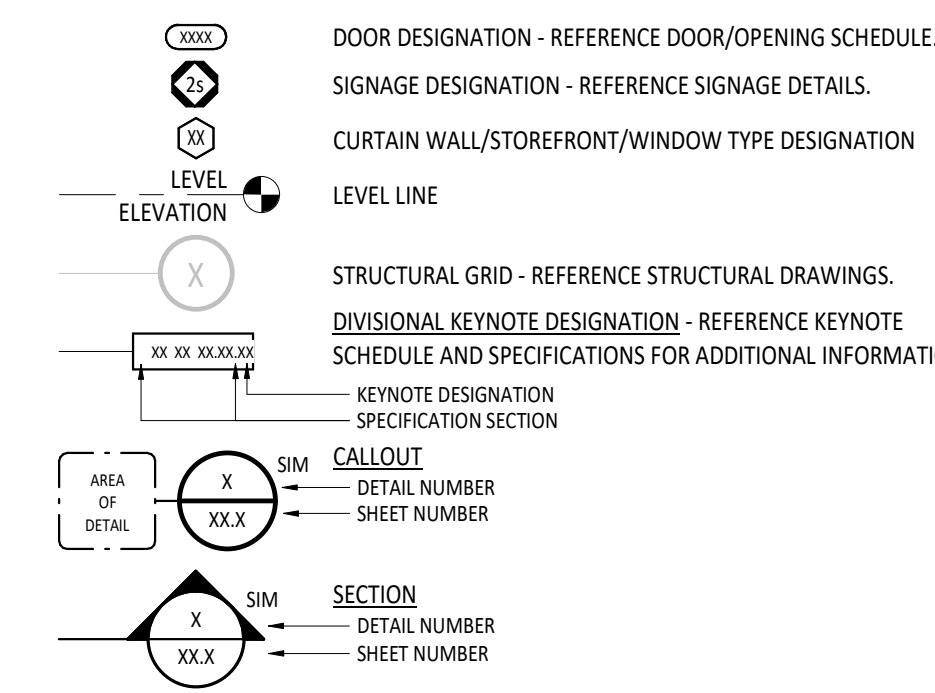 XXXX DOOR DESIGNATION - REFERENCE DOOR/OPENING SCHEDULE.
2s SIGNAGE DESIGNATION - REFERENCE SIGNAGE DETAILS.
XX CURTAIN WALL/STOREFRONT/WINDOW TYPE DESIGNATION
LEVEL
ELEVATION
LEVEL LINE
X STRUCTURAL GRID - REFERENCE STRUCTURAL DRAWINGS.
DIVISIONAL KEYNOTE DESIGNATION - REFERENCE KEYNOTE
XX XX XX.XX.XX SCHEDULE AND SPECIFICATIONS FOR ADDITIONAL INFORMATI
KEYNOTE DESIGNATION
SPECIFICATION SECTION
AREA
OF
DETAIL
X
XX.X
SIM
CALLOUT
DETAIL NUMBER
SHEET NUMBER
X
XX.X
SIM
SECTION
DETAIL NUMBER
SHEET NUMBER